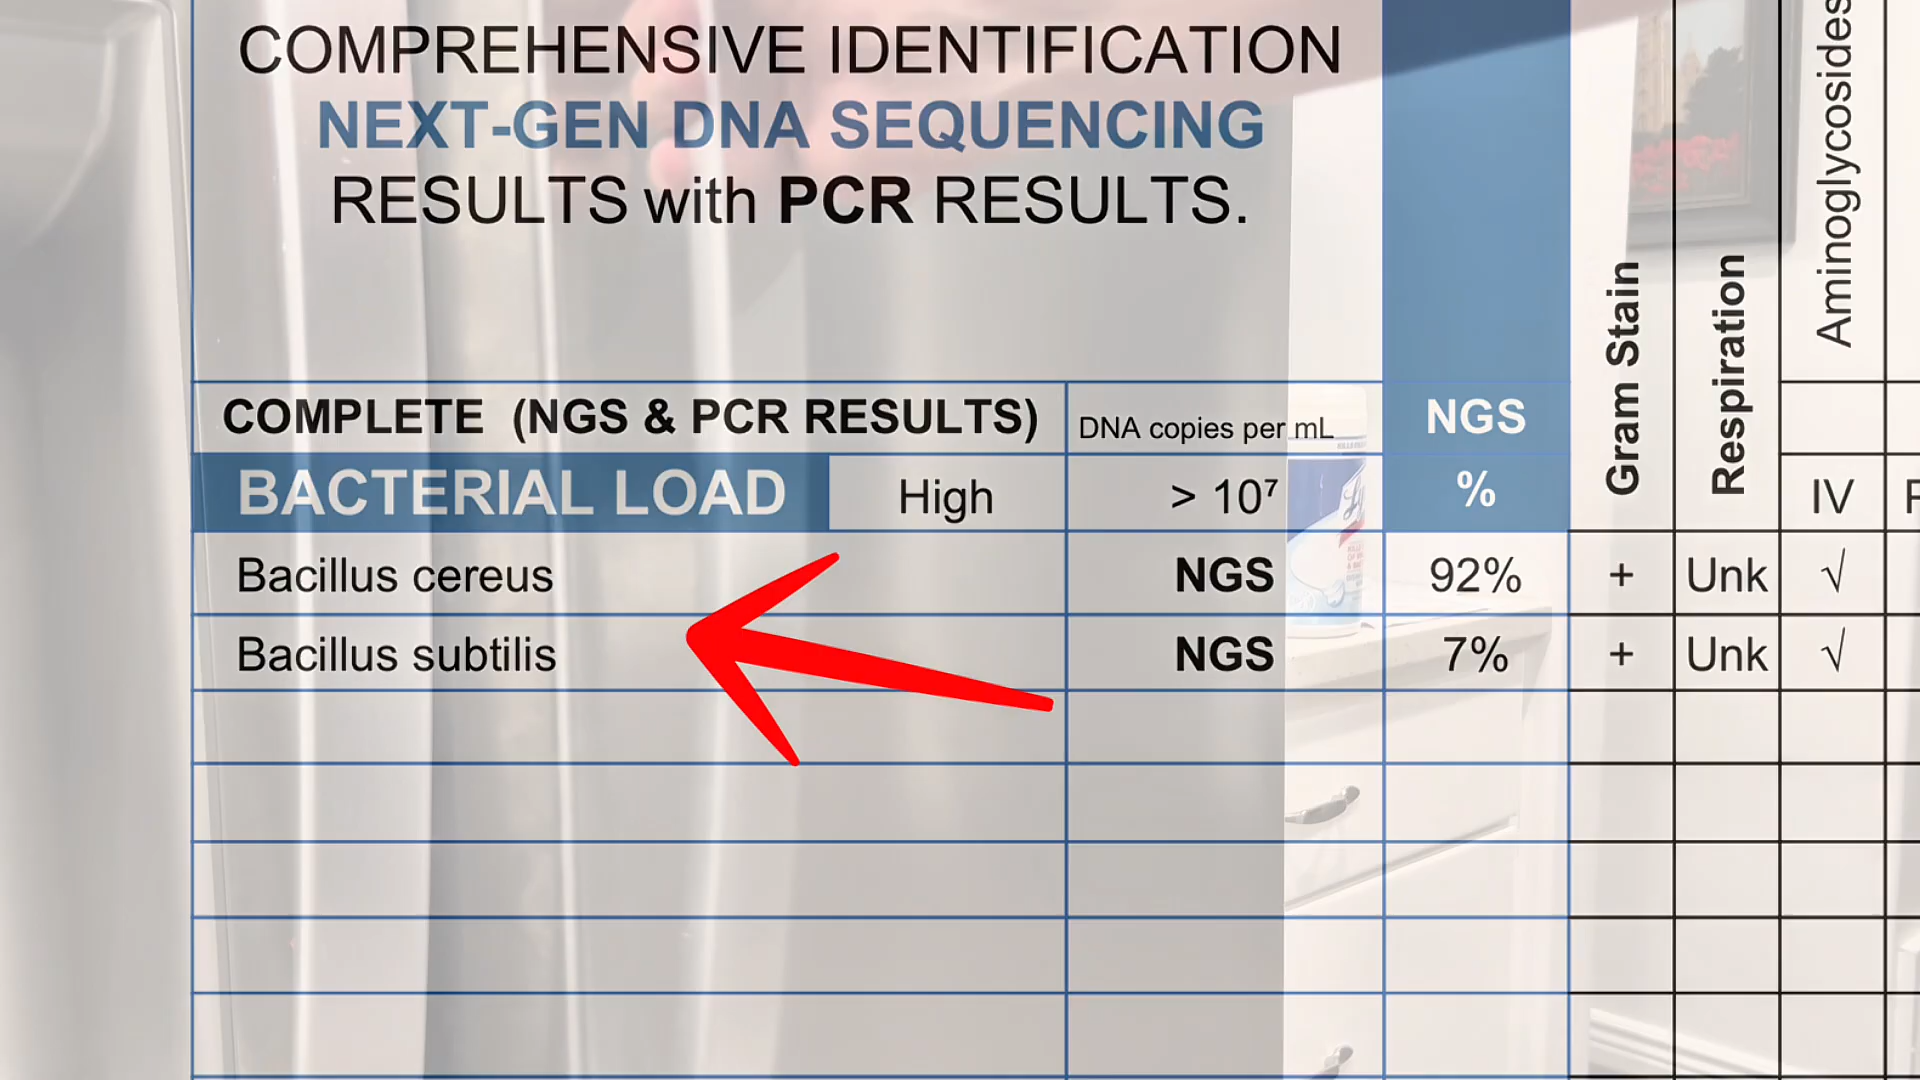 COMPREHENSIVE IDENTIFICATION
NEXT-GEN DNA SEQUENCING
RESULTS with PCR RESULTS.
Gram Stain
Respiration
Aminoglycosides
COMPLETE (NGS & PCR RESULTS) DNA copies per mL NGS
BACTERIAL LOAD High > 10⁷ % IV
Bacillus cereus NGS 92% + Unk √
Bacillus subtilis NGS 7% + Unk √